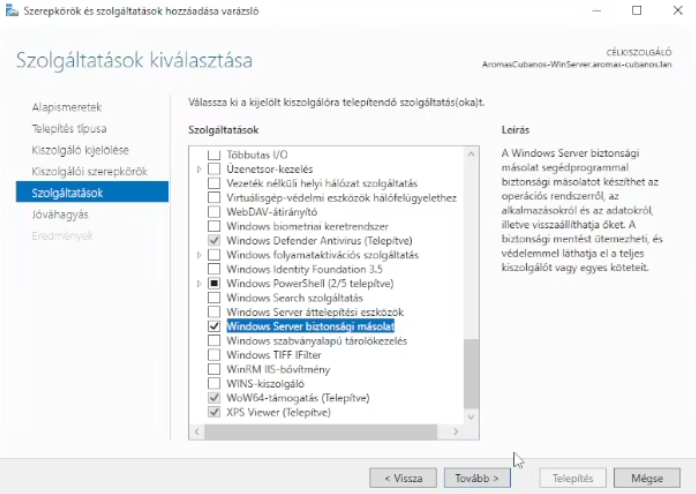 Szerepkörök és szolgáltatások hozzáadása varázsló
Szolgáltatások kiválasztása
CÉLKISZOLGÁLÓ
AromasCubanos-WinServer.aromas-cubanos.lan
Alapismeretek
Telepítés típusa
Kiszolgáló kijelölése
Kiszolgálói szerepkörök
Szolgáltatások
Jóváhagyás
Eredmények
Válassza ki a kijelölt kiszolgálóra telepítendő szolgáltatás(oka)t.
Szolgáltatások
Többutas I/O
Üzenetsor-kezelés
Vezeték nélküli helyi hálózat szolgáltatás
Virtuálisgép-védelmi eszközök hálófelügyelethez
WebDAV-átirányító
Windows biometriai keretrendszer
Windows Defender Antivirus (Telepítve)
Windows folyamataktivációs szolgáltatás
Windows Identity Foundation 3.5
Windows PowerShell (2/5 telepítve)
Windows Search szolgáltatás
Windows Server áttelepítési eszközök
Windows Server biztonsági másolat
Windows szabványalapú tárolókezelés
Windows TIFF IFilter
WinRM IIS-bővítmény
WINS-kiszolgáló
WoW64-támogatás (Telepítve)
XPS Viewer (Telepítve)
Leírás
A Windows Server biztonsági
másolat segédprogrammal
biztonsági másolatot készíthet az
operációs rendszerről, az
alkalmazásokról és az adatokról,
illetve visszaállíthatja őket. A
biztonsági mentést ütemezheti, és
védelemmel láthatja el a teljes
kiszolgálót vagy egyes köteteit.
< Vissza
Tovább >
Telepítés
Mégse